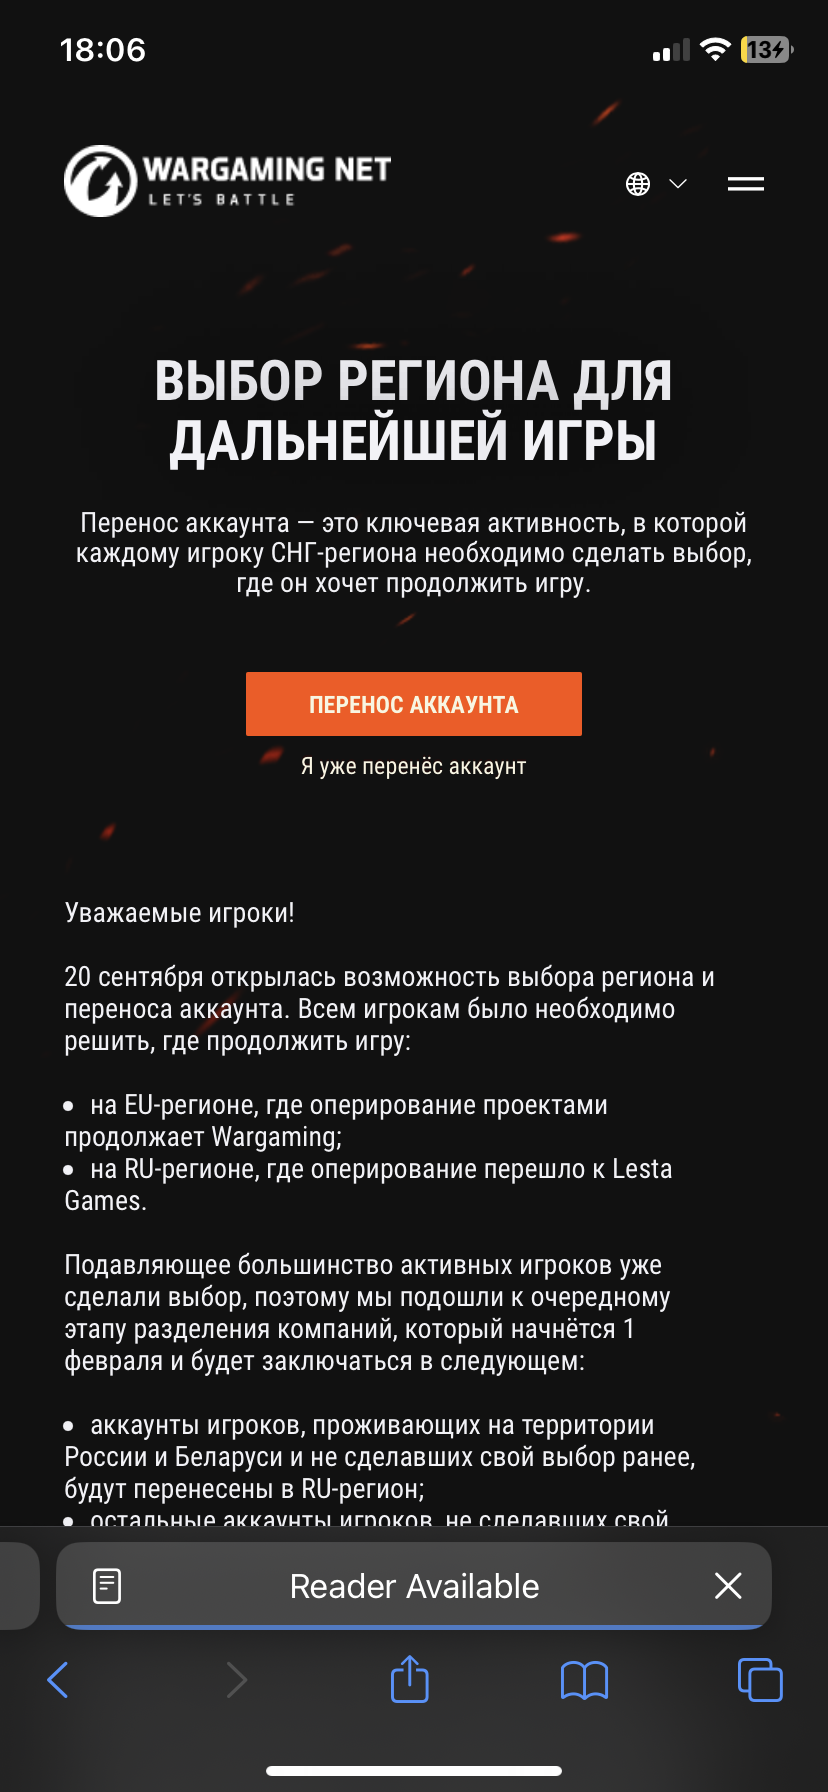 18:06
13
WARGAMING NET
LET'S BATTLE
ВЫБОР РЕГИОНА ДЛЯ
ДАЛЬНЕЙШЕЙ ИГРЫ
Перенос аккаунта — это ключевая активность, в которой
каждому игроку СНГ-региона необходимо сделать выбор,
где он хочет продолжить игру.
ПЕРЕНОС АККАУНТА
Я уже перенёс аккаунт
Уважаемые игроки!
20 сентября открылась возможность выбора региона и
переноса аккаунта. Всем игрокам было необходимо
решить, где продолжить игру:
• на EU-регионе, где оперирование проектами
продолжает Wargaming;
• на RU-регионе, где оперирование перешло к Lesta
Games.
Подавляющее большинство активных игроков уже
сделали выбор, поэтому мы подошли к очередному
этапу разделения компаний, который начнётся 1
февраля и будет заключаться в следующем:
• аккаунты игроков, проживающих на территории
России и Беларуси и не сделавших свой выбор ранее,
будут перенесены в RU-регион;
• остальные аккаунты игроков, не сделавших свой
Reader Available